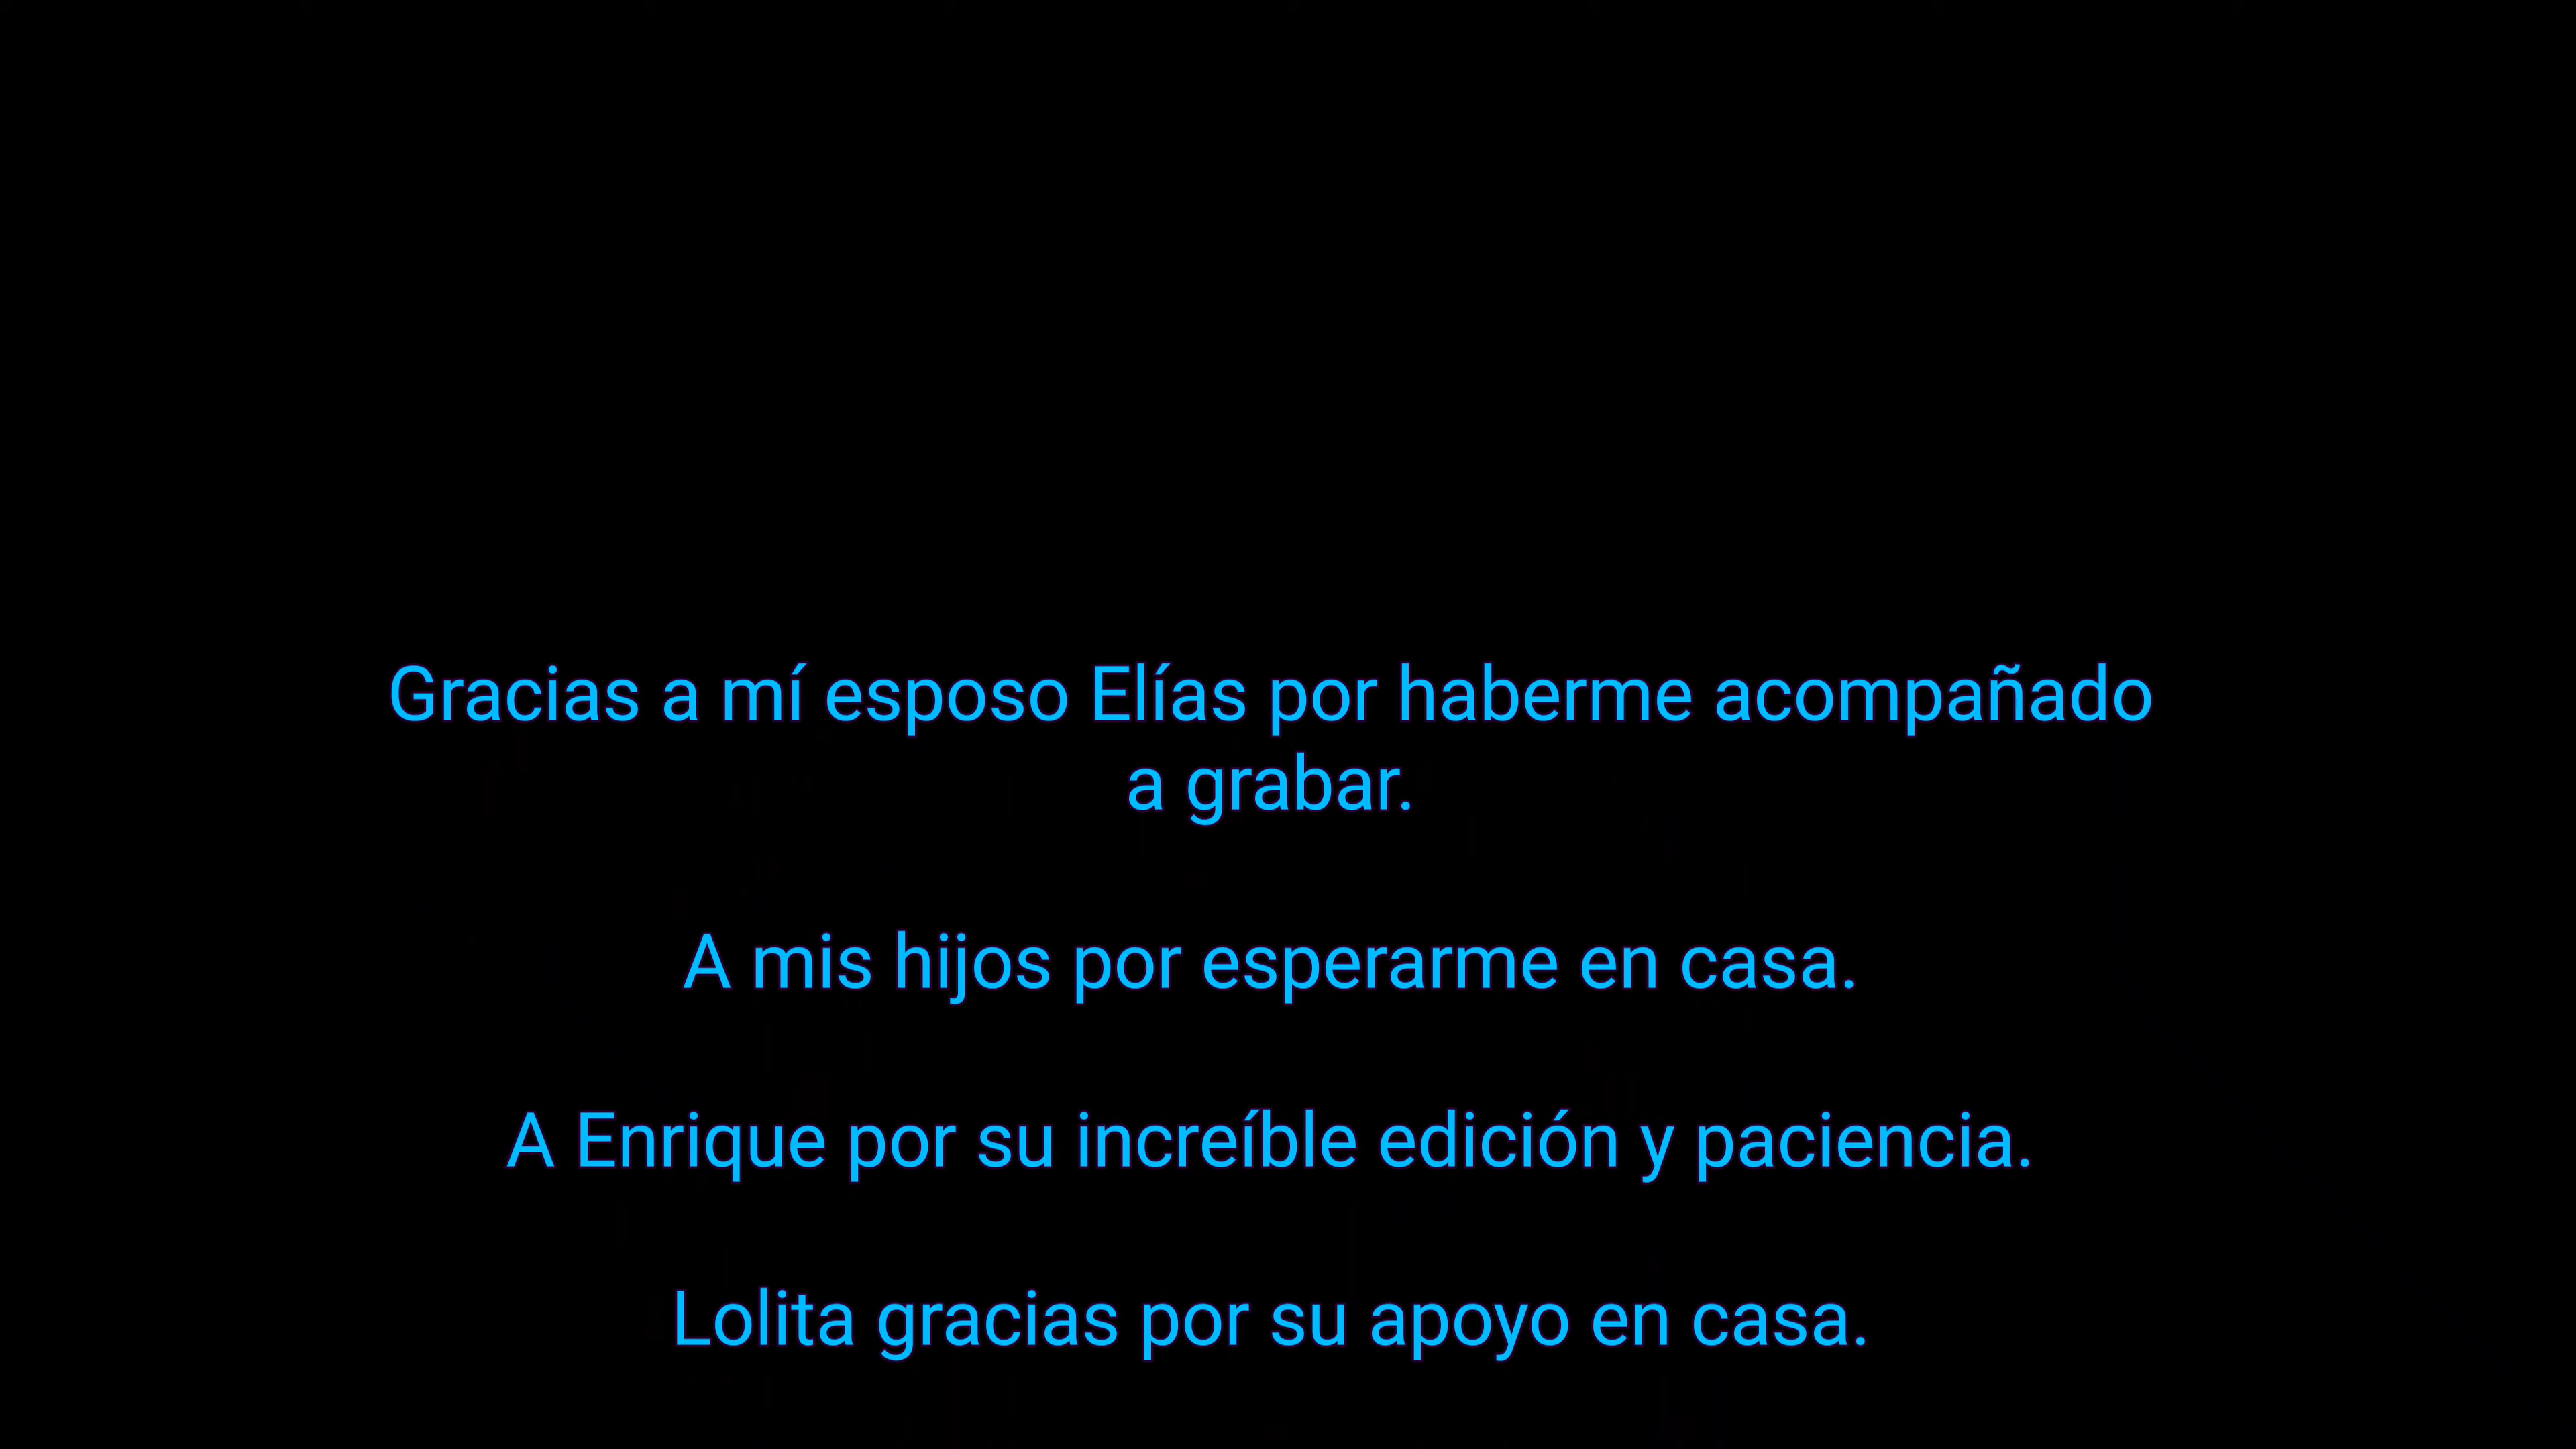 Gracias a mí esposo Elías por haberme acompañado
a grabar.
A mis hijos por esperarme en casa.
A Enrique por su increíble edición y paciencia.
Lolita gracias por su apoyo en casa.